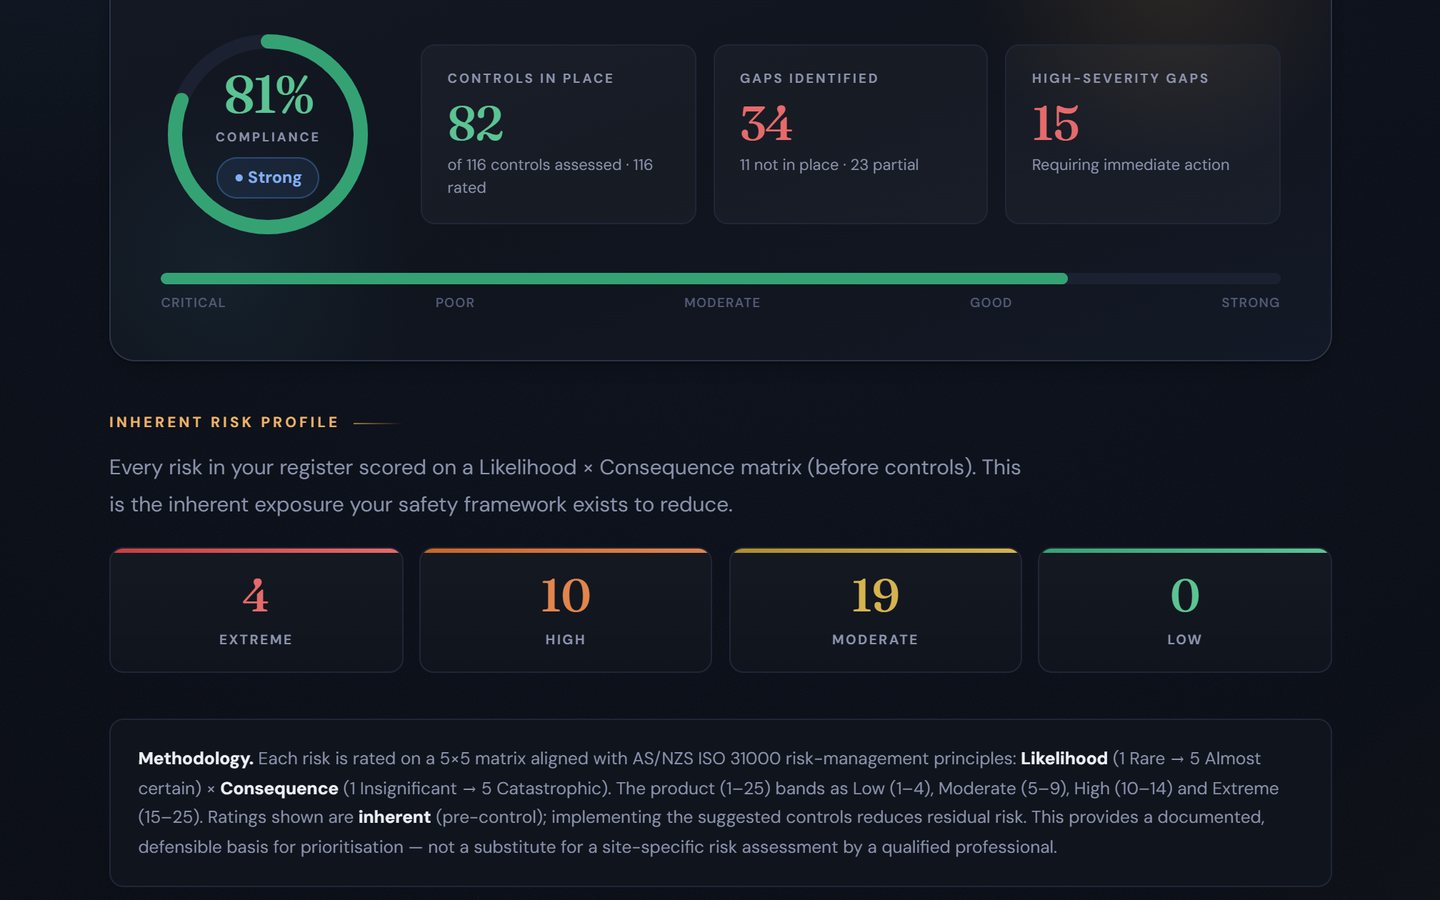 81%
COMPLIANCE
• Strong
CONTROLS IN PLACE
82
of 116 controls assessed · 116
rated
GAPS IDENTIFIED
34
11 not in place · 23 partial
HIGH-SEVERITY GAPS
15
Requiring immediate action
CRITICAL
POOR
MODERATE
GOOD
STRONG
INHERENT RISK PROFILE
Every risk in your register scored on a Likelihood × Consequence matrix (before controls). This
is the inherent exposure your safety framework exists to reduce.
4
EXTREME
10
HIGH
19
MODERATE
0
LOW
Methodology. Each risk is rated on a 5×5 matrix aligned with AS/NZS ISO 31000 risk-management principles: Likelihood (1 Rare → 5 Almost
certain) × Consequence (1 Insignificant → 5 Catastrophic). The product (1–25) bands as Low (1–4), Moderate (5–9), High (10–14) and Extreme
(15–25). Ratings shown are inherent (pre-control); implementing the suggested controls reduces residual risk. This provides a documented,
defensible basis for prioritisation — not a substitute for a site-specific risk assessment by a qualified professional.